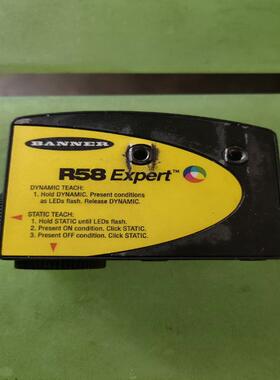 BANNER
R58 Expert™
DYNAMIC TEACH:
1. Hold DYNAMIC. Present conditions
as LEDs flash. Release DYNAMIC.
STATIC TEACH:
1. Hold STATIC until LEDs flash.
2. Present ON condition. Click STATIC.
3. Present OFF condition. Click STATIC.